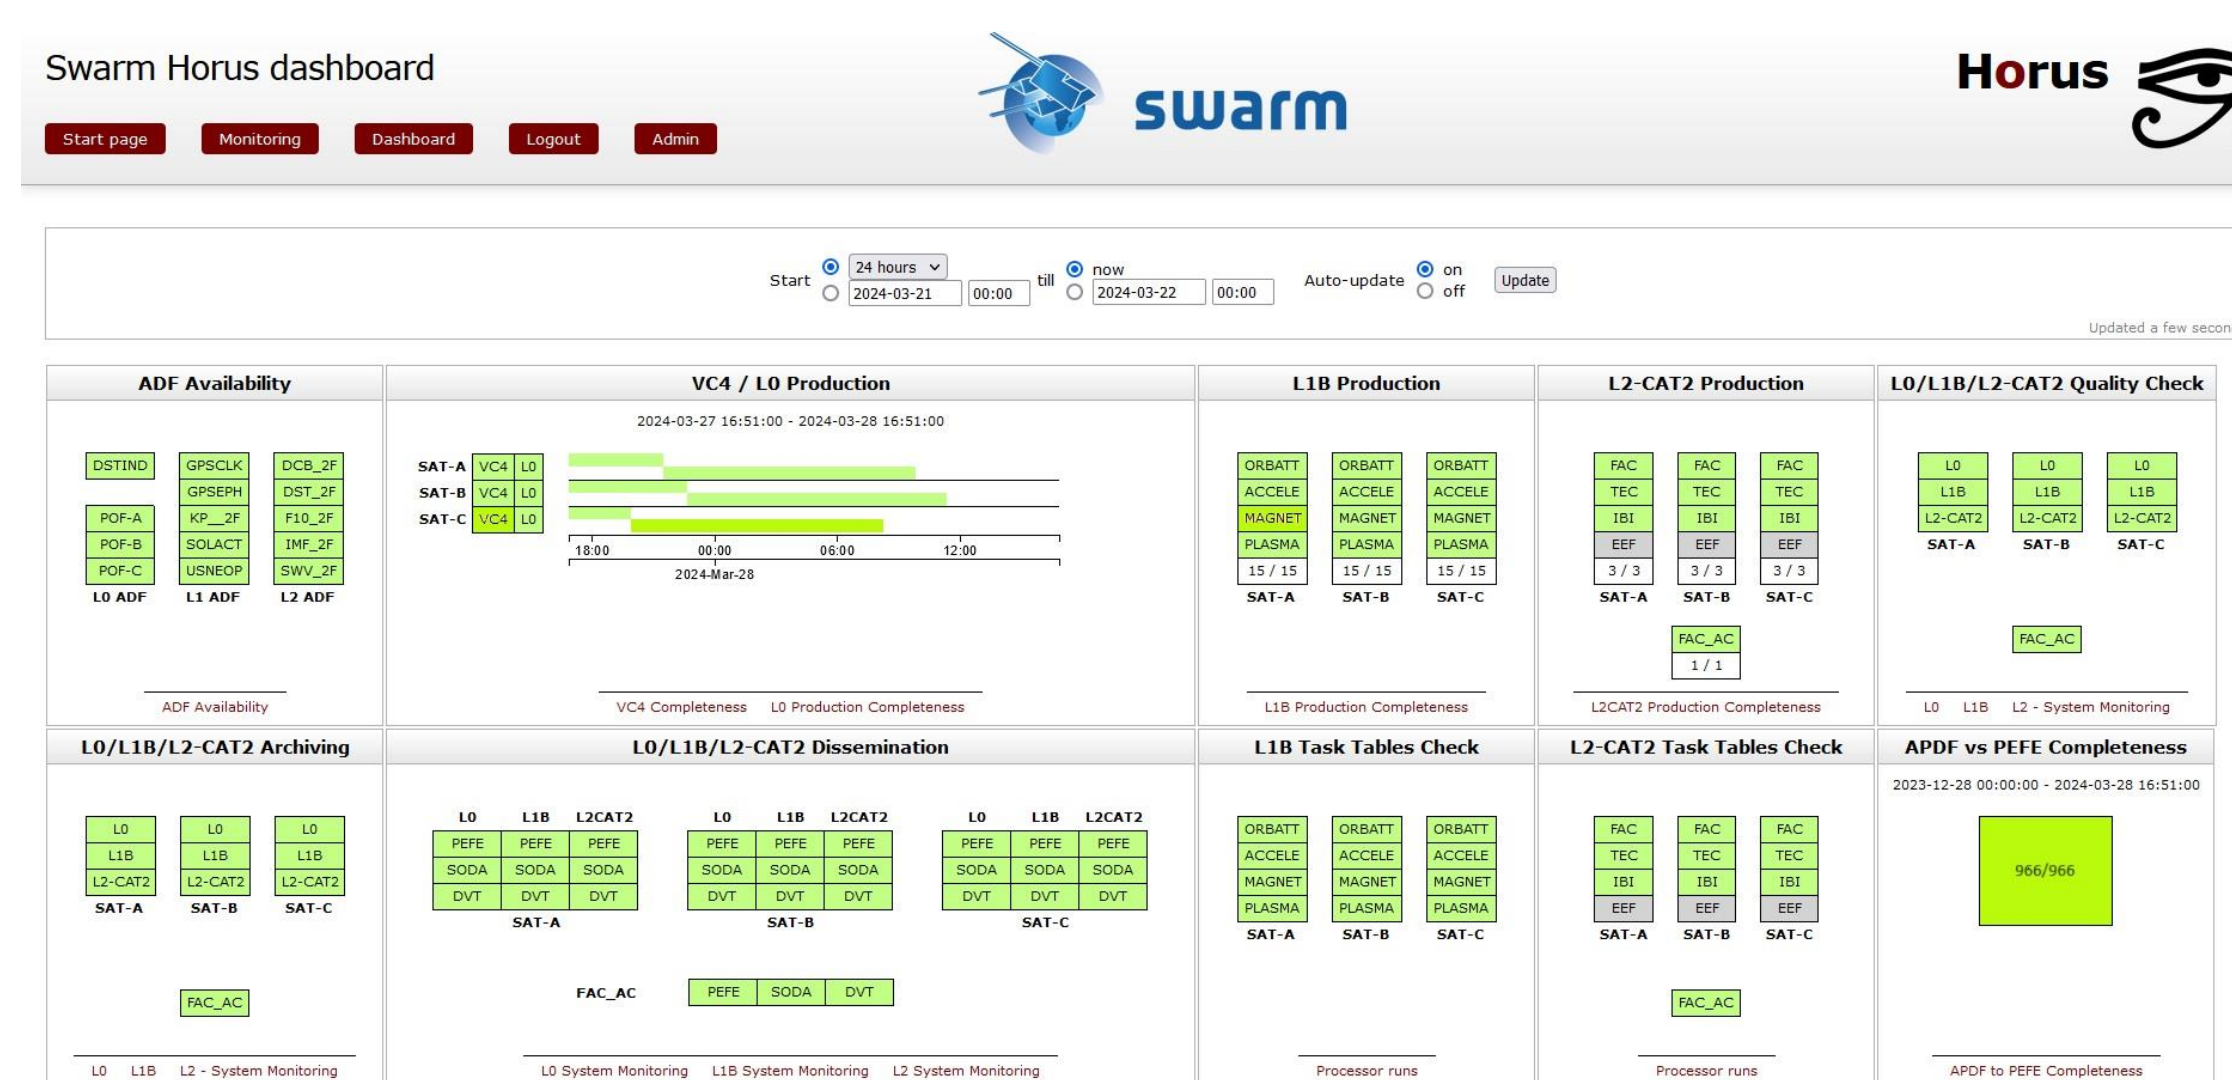 Swarm Horus dashboard
swarm
Horus
Start page Monitoring Dashboard Logout Admin
Start 24 hours till now Auto-update on Update
2024-03-21 00:00 2024-03-22 00:00 off
Updated a few secon
ADF Availability
DSTIND GPSCLK DCB_2F
GPSEPH DST_2F
POF-A KP__2F F10_2F
POF-B SOLACT IMF_2F
POF-C USNEOP SWV_2F
L0 ADF L1 ADF L2 ADF
ADF Availability
VC4 / L0 Production
2024-03-27 16:51:00 - 2024-03-28 16:51:00
SAT-A VC4 L0
SAT-B VC4 L0
SAT-C VC4 L0
18:00 00:00 06:00 12:00
2024-Mar-28
VC4 Completeness L0 Production Completeness
L1B Production
ORBATT ORBATT ORBATT
ACCELE ACCELE ACCELE
MAGNET MAGNET MAGNET
PLASMA PLASMA PLASMA
15 / 15 15 / 15 15 / 15
SAT-A SAT-B SAT-C
L1B Production Completeness
L2-CAT2 Production
FAC FAC FAC
TEC TEC TEC
IBI IBI IBI
EEF EEF EEF
3 / 3 3 / 3 3 / 3
SAT-A SAT-B SAT-C
FAC_AC
1 / 1
L2CAT2 Production Completeness
L0/L1B/L2-CAT2 Quality Check
L0 L0 L0
L1B L1B L1B
L2-CAT2 L2-CAT2 L2-CAT2
SAT-A SAT-B SAT-C
FAC_AC
L0 L1B L2 - System Monitoring
L0/L1B/L2-CAT2 Archiving
L0 L0 L0
L1B L1B L1B
L2-CAT2 L2-CAT2 L2-CAT2
SAT-A SAT-B SAT-C
FAC_AC
L0 L1B L2 - System Monitoring
L0/L1B/L2-CAT2 Dissemination
L0 L1B L2CAT2 L0 L1B L2CAT2 L0 L1B L2CAT2
PEFE PEFE PEFE PEFE PEFE PEFE PEFE PEFE PEFE
SODA SODA SODA SODA SODA SODA SODA SODA SODA
DVT DVT DVT DVT DVT DVT DVT DVT DVT
SAT-A SAT-B SAT-C
FAC_AC PEFE SODA DVT
L0 System Monitoring L1B System Monitoring L2 System Monitoring
L1B Task Tables Check
ORBATT ORBATT ORBATT
ACCELE ACCELE ACCELE
MAGNET MAGNET MAGNET
PLASMA PLASMA PLASMA
SAT-A SAT-B SAT-C
Processor runs
L2-CAT2 Task Tables Check
FAC FAC FAC
TEC TEC TEC
IBI IBI IBI
EEF EEF EEF
SAT-A SAT-B SAT-C
FAC_AC
Processor runs
APDF vs PEFE Completeness
2023-12-28 00:00:00 - 2024-03-28 16:51:00
966/966
APDF to PEFE Completeness